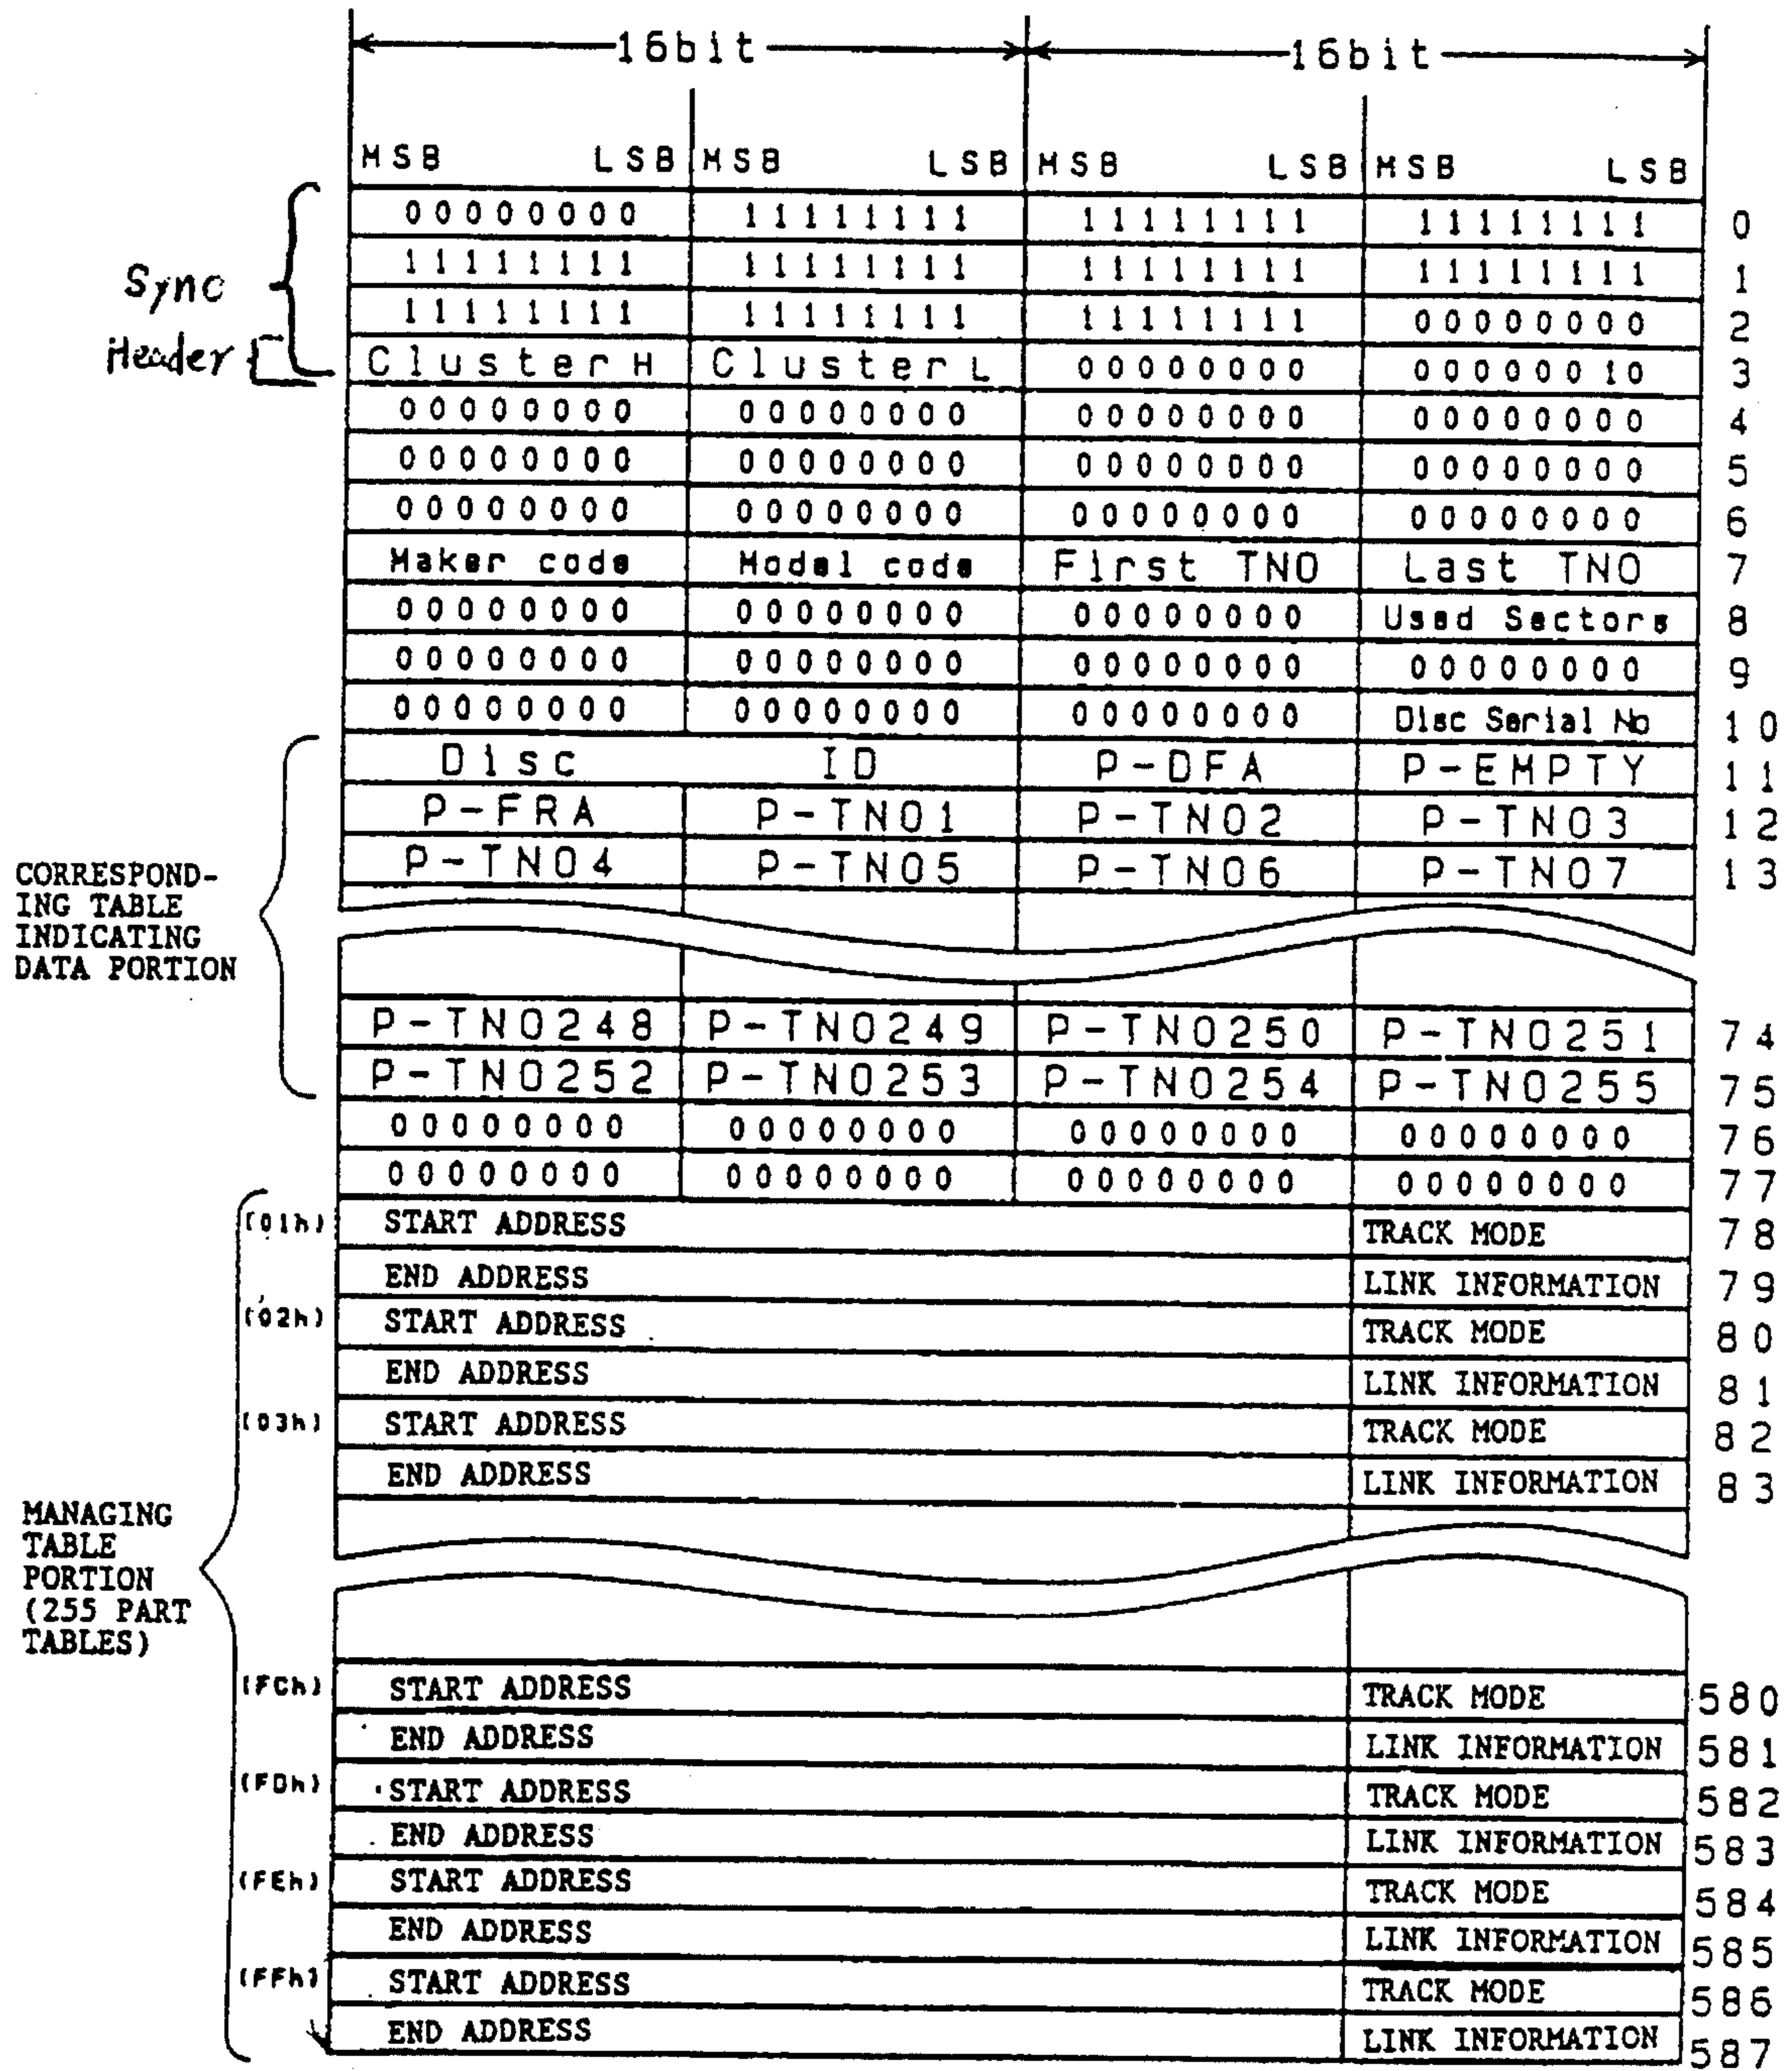 16bit 16bit
MSB LSB MSB LSB MSB LSB MSB LSB
00000000 11111111 11111111 11111111 0
Sync 11111111 11111111 11111111 11111111 1
11111111 11111111 11111111 00000000 2
Header ClusterH ClusterL 00000000 00000010 3
00000000 00000000 00000000 00000000 4
00000000 00000000 00000000 00000000 5
00000000 00000000 00000000 00000000 6
Maker code Model code First TNO Last TNO 7
00000000 00000000 00000000 Used Sectors 8
00000000 00000000 00000000 00000000 9
00000000 00000000 00000000 Disc Serial No 10
Disc ID P-DFA P-EMPTY 11
P-FRA P-TNO1 P-TNO2 P-TNO3 12
P-TNO4 P-TNO5 P-TNO6 P-TNO7 13
CORRESPOND-
ING TABLE
INDICATING
DATA PORTION
P-TNO248 P-TNO249 P-TNO250 P-TNO251 74
P-TNO252 P-TNO253 P-TNO254 P-TNO255 75
00000000 00000000 00000000 00000000 76
00000000 00000000 00000000 00000000 77
(01h) START ADDRESS TRACK MODE 78
END ADDRESS LINK INFORMATION 79
(02h) START ADDRESS TRACK MODE 80
END ADDRESS LINK INFORMATION 81
(03h) START ADDRESS TRACK MODE 82
END ADDRESS LINK INFORMATION 83
MANAGING
TABLE
PORTION
(255 PART
TABLES)
(FCh) START ADDRESS TRACK MODE 580
END ADDRESS LINK INFORMATION 581
(FDh) START ADDRESS TRACK MODE 582
END ADDRESS LINK INFORMATION 583
(FEh) START ADDRESS TRACK MODE 584
END ADDRESS LINK INFORMATION 585
(FFh) START ADDRESS TRACK MODE 586
END ADDRESS LINK INFORMATION 587